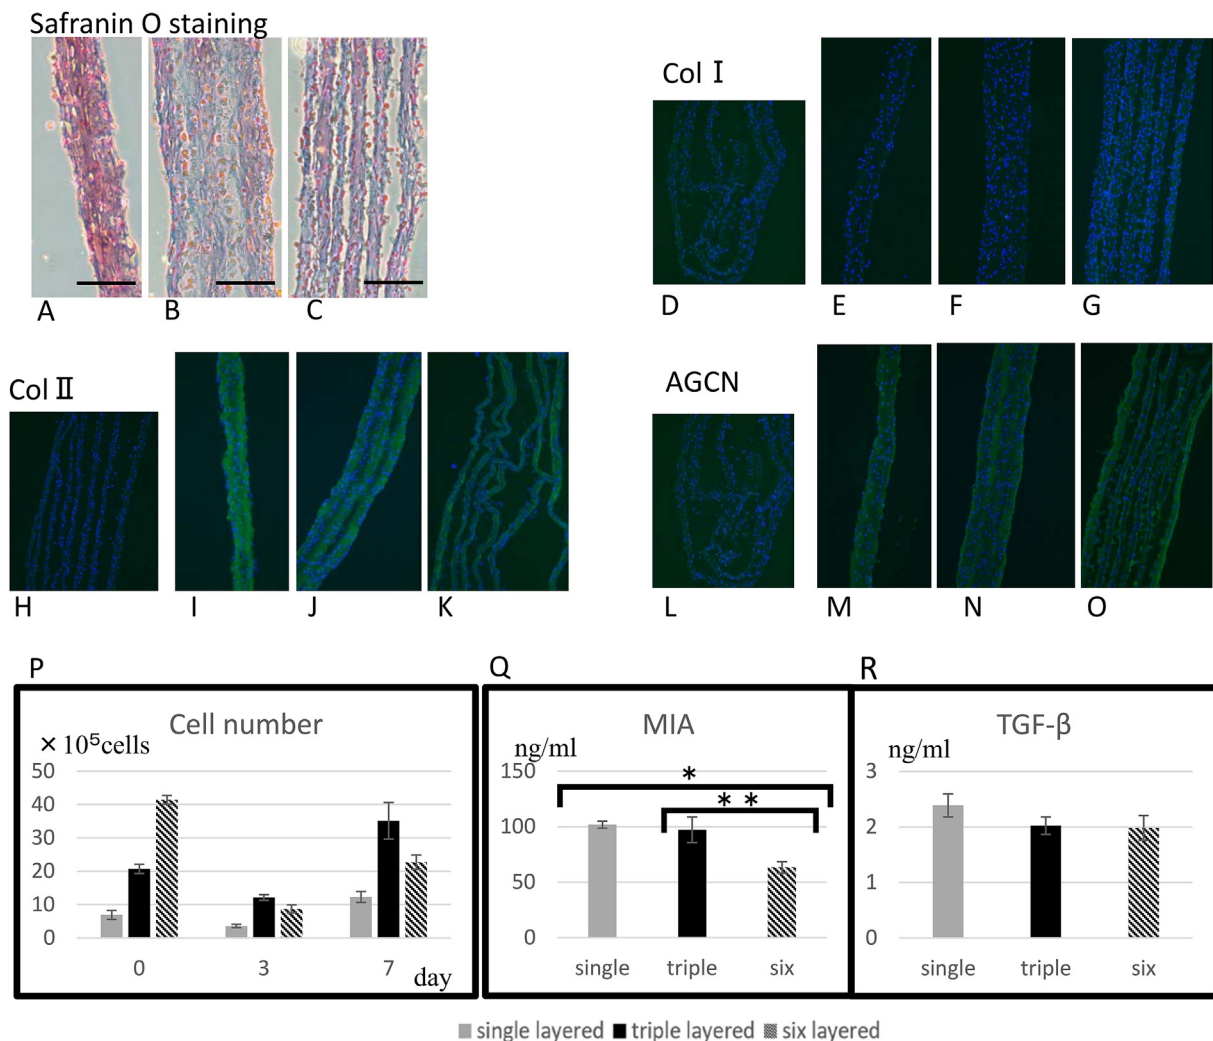 Safranin O staining
A B C
Col Ⅰ
D E F G
Col Ⅱ
H I J K
AGCN
L M N O
P
Cell number
×10⁵cells
50
40
30
20
10
0
0 3 7 day
Q
MIA
ng/ml
150
100
50
0
*
* *
single triple six
R
TGF-β
ng/ml
3
2
1
0
single triple six
single layered triple layered six layered